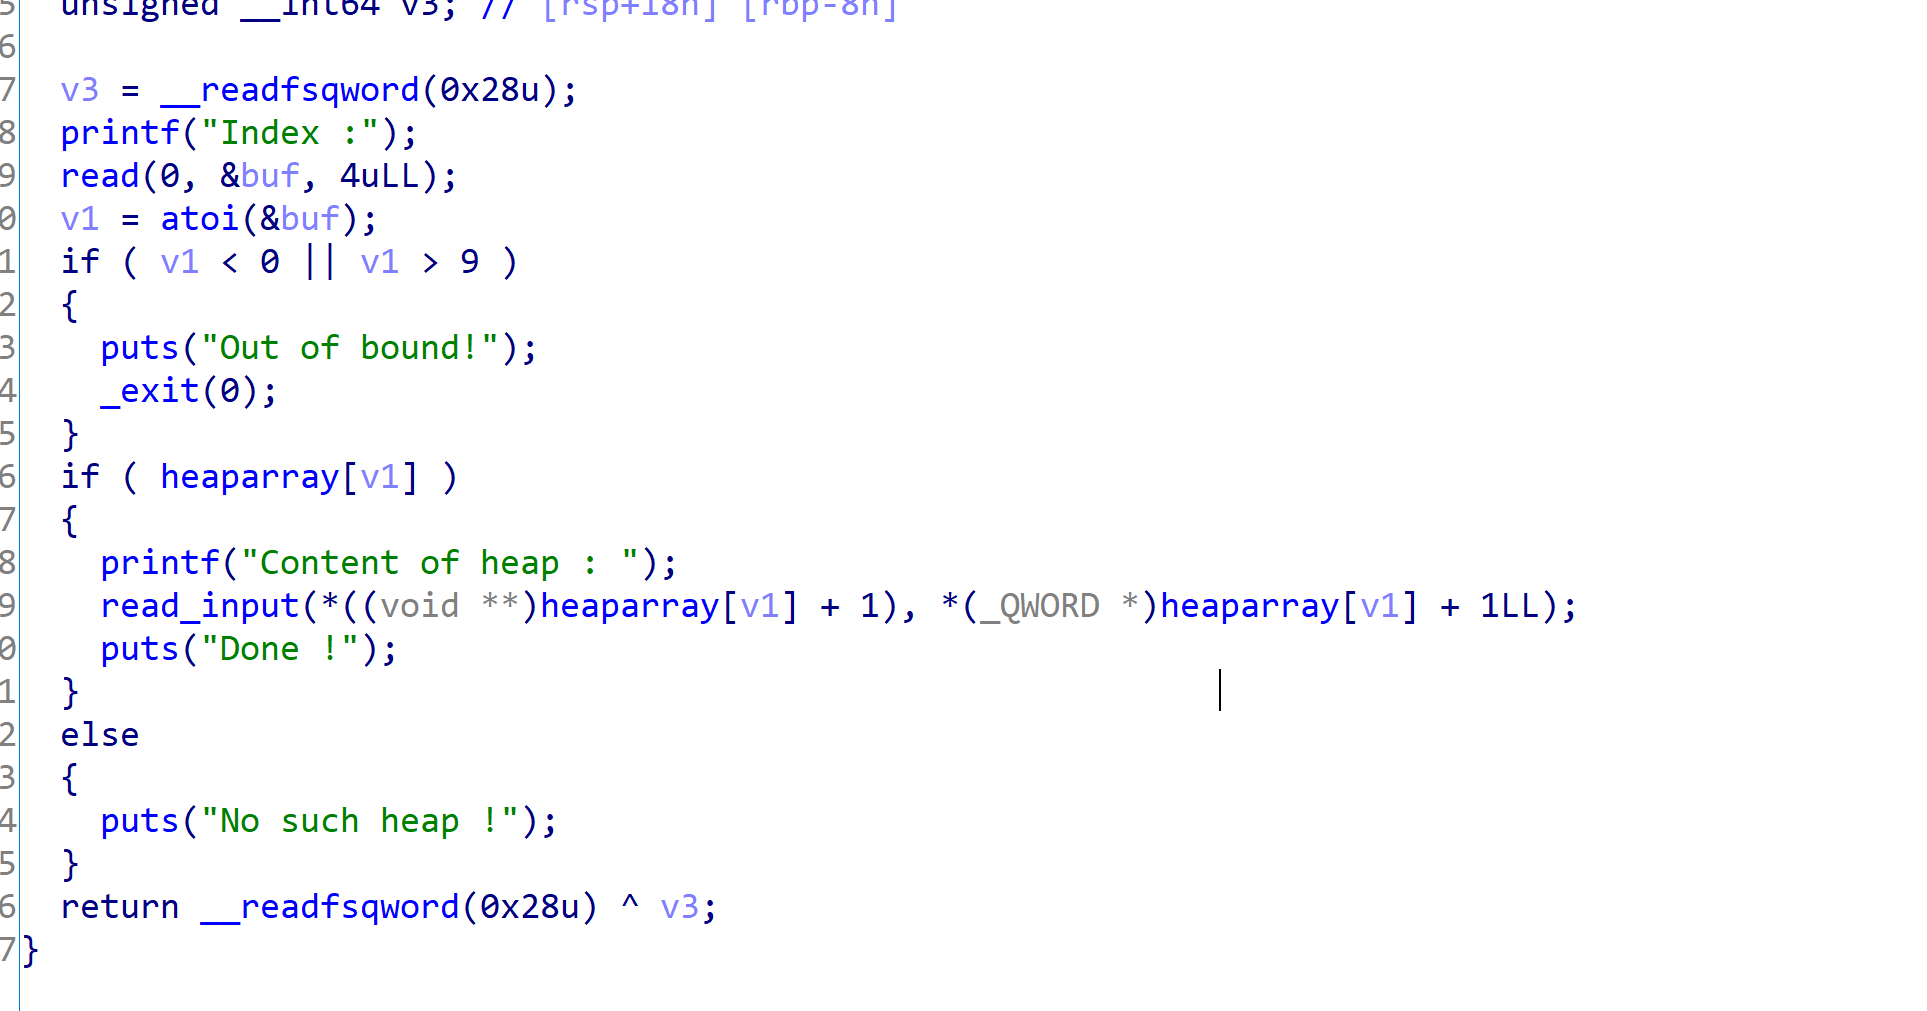 5 unsigned __int64 v3; // [rsp+18h] [rbp-8h]
6
7 v3 = __readfsqword(0x28u);
8 printf("Index :");
9 read(0, &buf, 4uLL);
0 v1 = atoi(&buf);
1 if ( v1 < 0 || v1 > 9 )
2 {
3 puts("Out of bound!");
4 _exit(0);
5 }
6 if ( heaparray[v1] )
7 {
8 printf("Content of heap : ");
9 read_input(*((void **)heaparray[v1] + 1), *(_QWORD *)heaparray[v1] + 1LL);
0 puts("Done !");
1 }
2 else
3 {
4 puts("No such heap !");
5 }
6 return __readfsqword(0x28u) ^ v3;
7 }